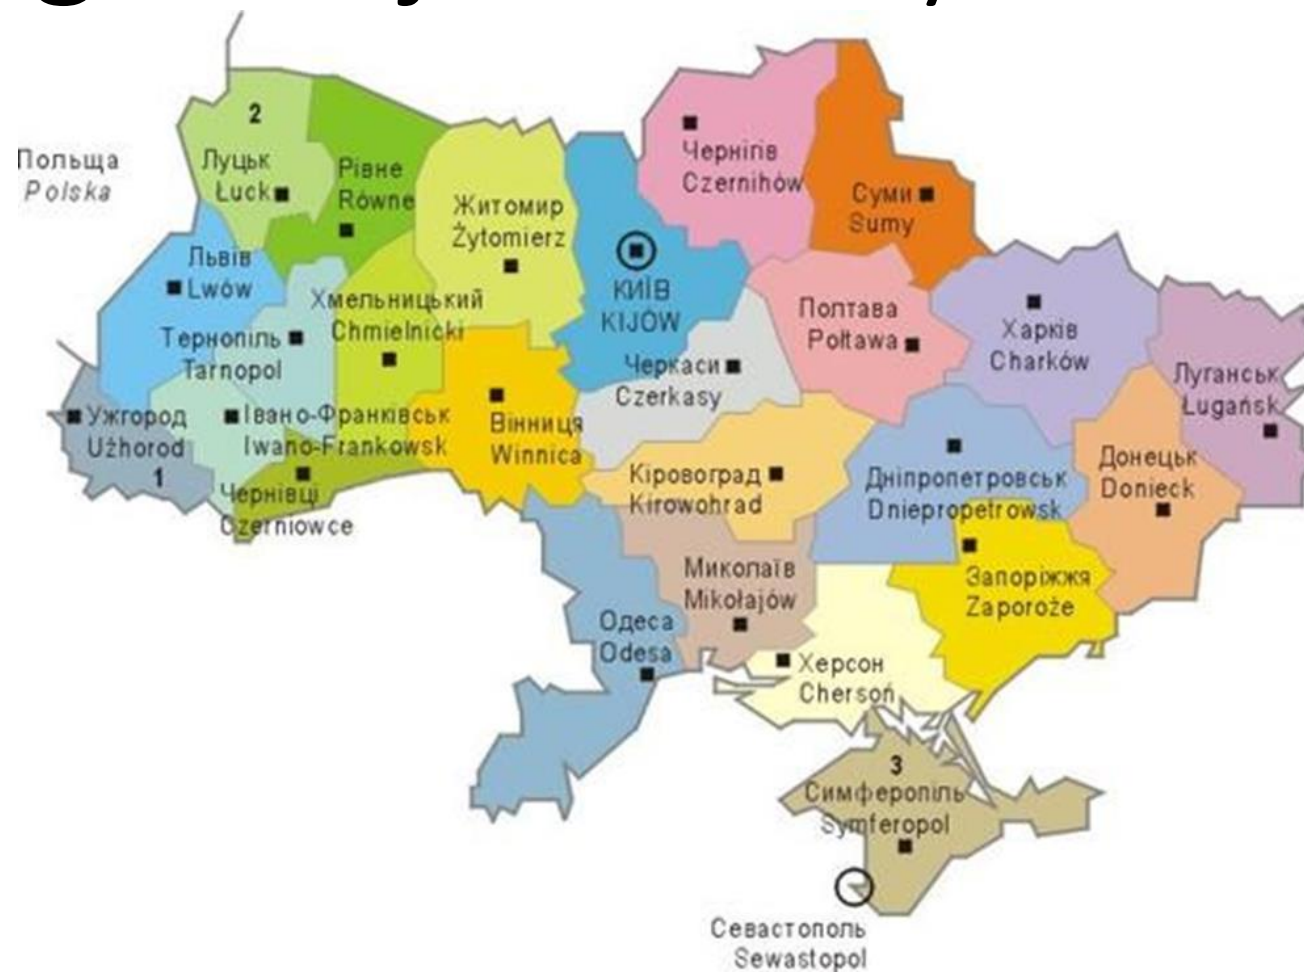 2
Польща
Polska
Луцьк
Łuck
Рівне
Równe
Житомир
Żytomierz
Чернігів
Czernihów
Суми
Sumy
Львів
Lwów
КИЇВ
KIJÓW
Хмельницький
Chmielnicki
Тернопіль
Tarnopol
Полтава
Połtawa
Харків
Charków
Черкаси
Czerkasy
Луганськ
Ługańsk
Ужгород
Użhorod
1
Івано-Франківськ
Iwano-Frankowsk
Вінниця
Winnica
Чернівці
Czerniowce
Кіровоград
Kirowohrad
Дніпропетровськ
Dniepropetrowsk
Донецьк
Donieck
Миколаїв
Mikołajów
Запоріжжя
Zaporoże
Одеса
Odesa
Херсон
Chersoń
3
Симферопіль
Symferopol
Севастополь
Sewastopol